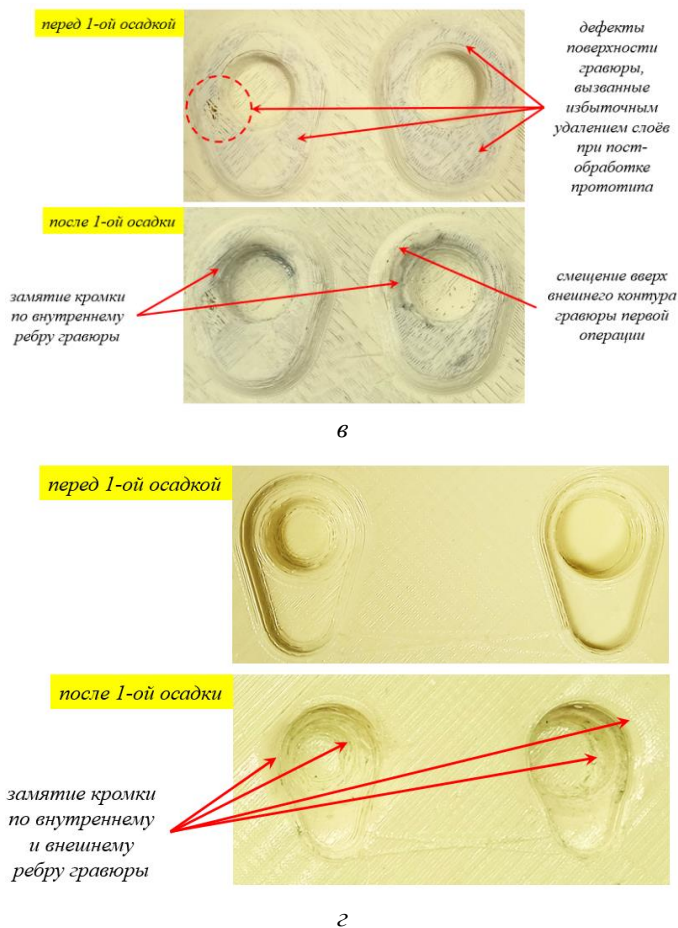 перед 1-ой осадкой
дефекты
поверхности
гравюры,
вызванные
избыточным
удалением слоёв
при пост-
обработке
прототипа
после 1-ой осадки
замятие кромки
по внутреннему
ребру гравюры
смещение вверх
внешнего контура
гравюры первой
операции
в
перед 1-ой осадкой
после 1-ой осадки
замятие кромки
по внутреннему
и внешнему
ребру гравюры
г